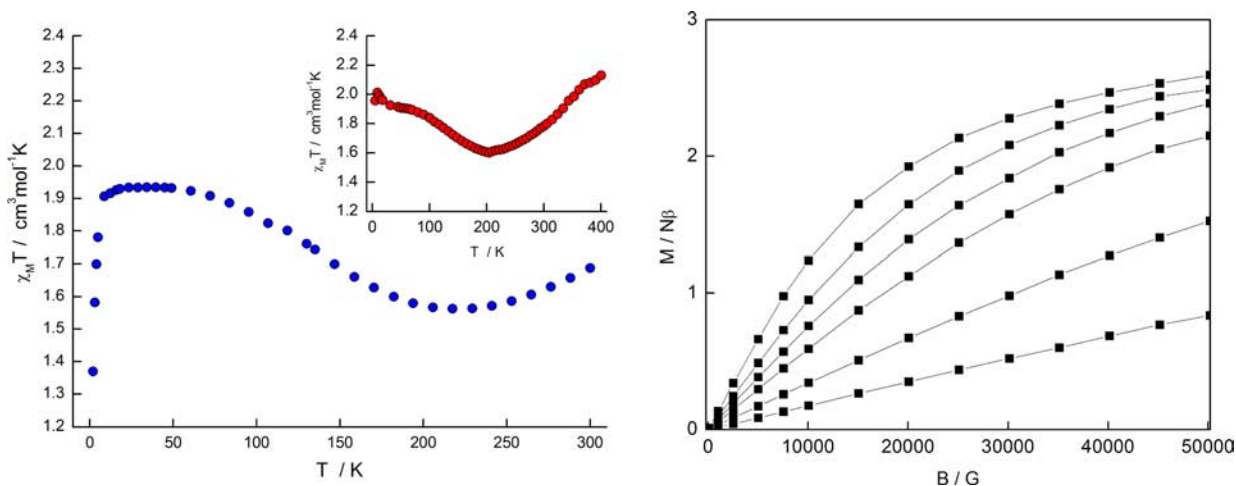 χMT / cm³mol⁻¹K
2.4
2.3
2.2
2.1
2.0
1.9
1.8
1.7
1.6
1.5
1.4
1.3
1.2
0 50 100 150 200 250 300
T / K
χMT / cm³mol⁻¹K
2.4
2.2
2.0
1.8
1.6
1.4
1.2
0 100 200 300 400
T / K
M / Nβ
3
2
1
0
0 10000 20000 30000 40000 50000
B / G